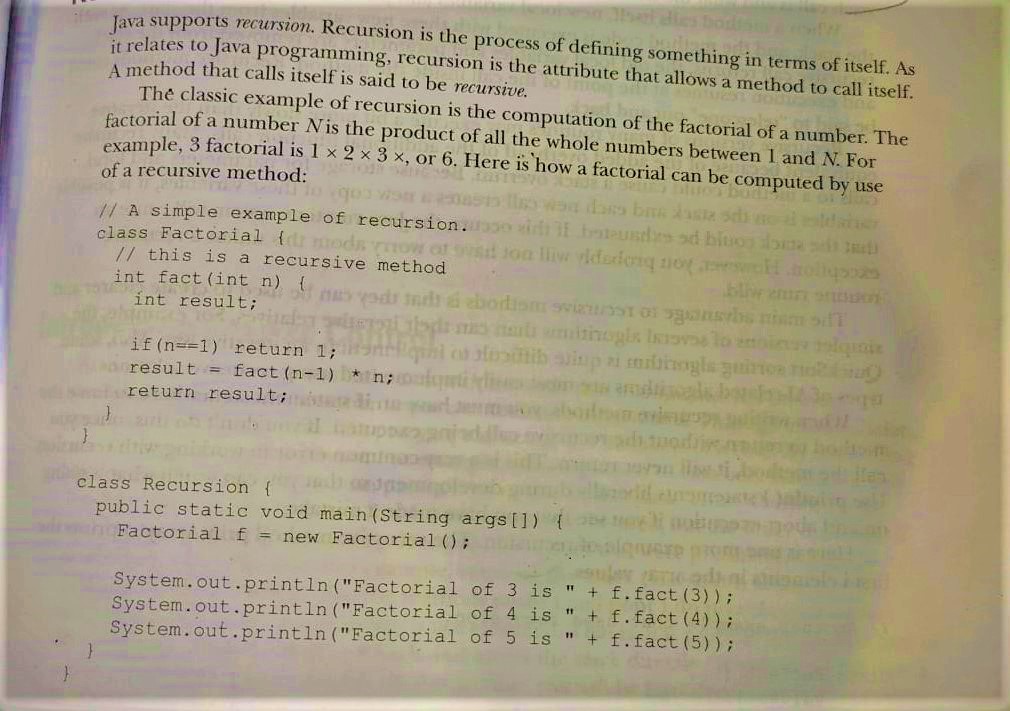 Java supports recursion. Recursion is the process of defining something in terms of itself. As
it relates to Java programming, recursion is the attribute that allows a method to call itself.
A method that calls itself is said to be recursive.
The classic example of recursion is the computation of the factorial of a number. The
factorial of a number N is the product of all the whole numbers between 1 and N. For
example, 3 factorial is 1 × 2 × 3 ×, or 6. Here is how a factorial can be computed by use
of a recursive method:
// A simple example of recursion.
class Factorial {
// this is a recursive method
int fact(int n) {
int result;
if(n==1) return 1;
result = fact(n-1) * n;
return result;
}
}
class Recursion {
public static void main(String args[]) {
Factorial f = new Factorial();
System.out.println("Factorial of 3 is " + f.fact(3));
System.out.println("Factorial of 4 is " + f.fact(4));
System.out.println("Factorial of 5 is " + f.fact(5));
}
}